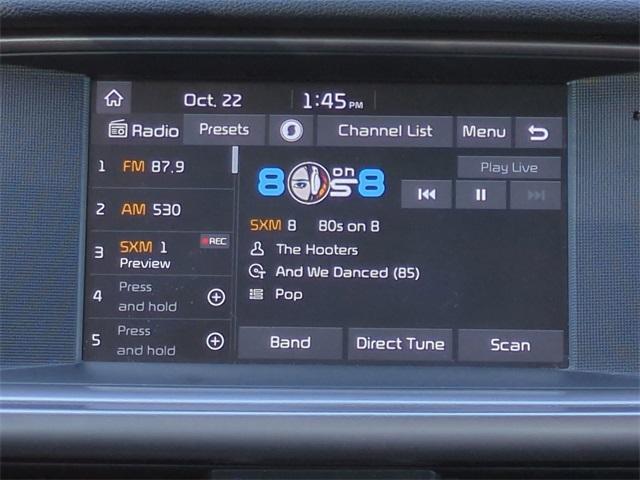 Oct. 22 1:45 PM
Radio Presets Channel List Menu
1 FM 87.9
2 AM 530
3 SXM 1 REC
Preview
4 Press and hold
5 Press and hold
80s on 8
Play Live
SXM 8 80s on 8
The Hooters
And We Danced (85)
Pop
Band Direct Tune Scan